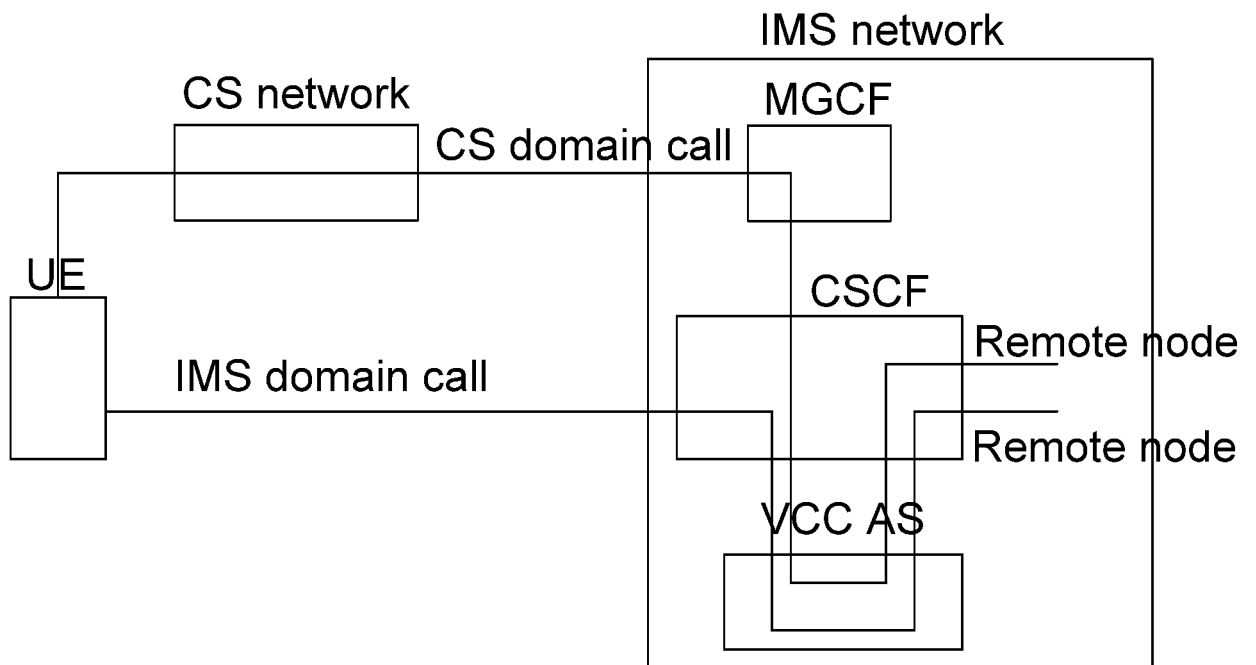 IMS network
CS network
MGCF
CS domain call
UE
CSCF
Remote node
IMS domain call
Remote node
VCC AS